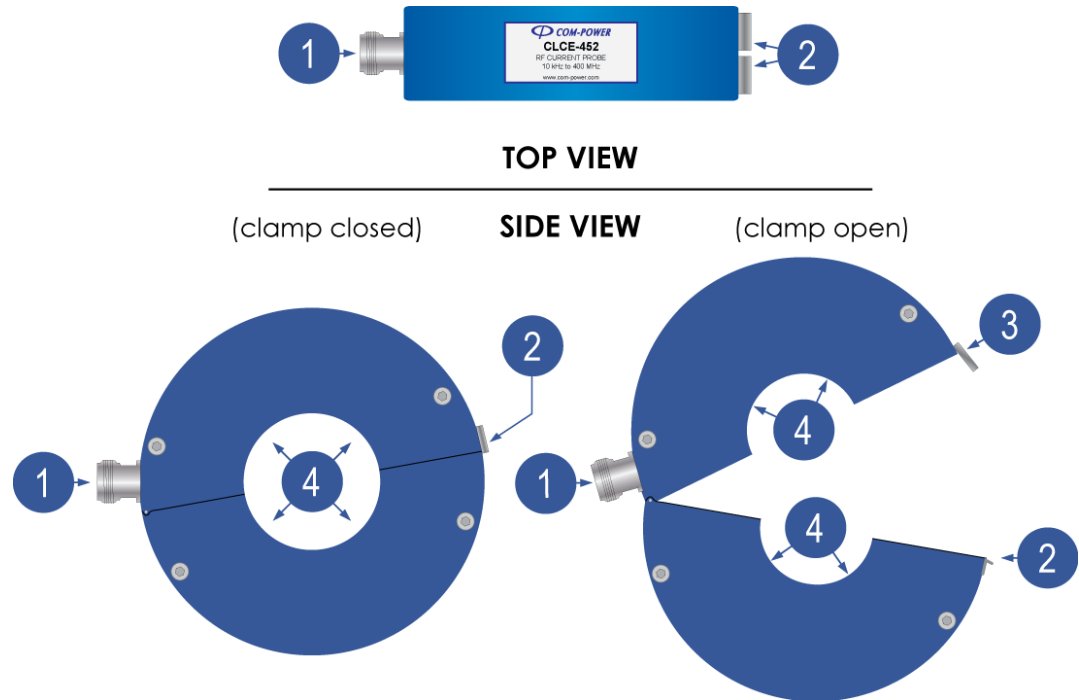 COM-POWER
CLCE-452
RF CURRENT PROBE
10 kHz to 400 MHz
www.com-power.com
1
2
TOP VIEW
(clamp closed) SIDE VIEW (clamp open)
3
2
4
4
1
4
1
4
2